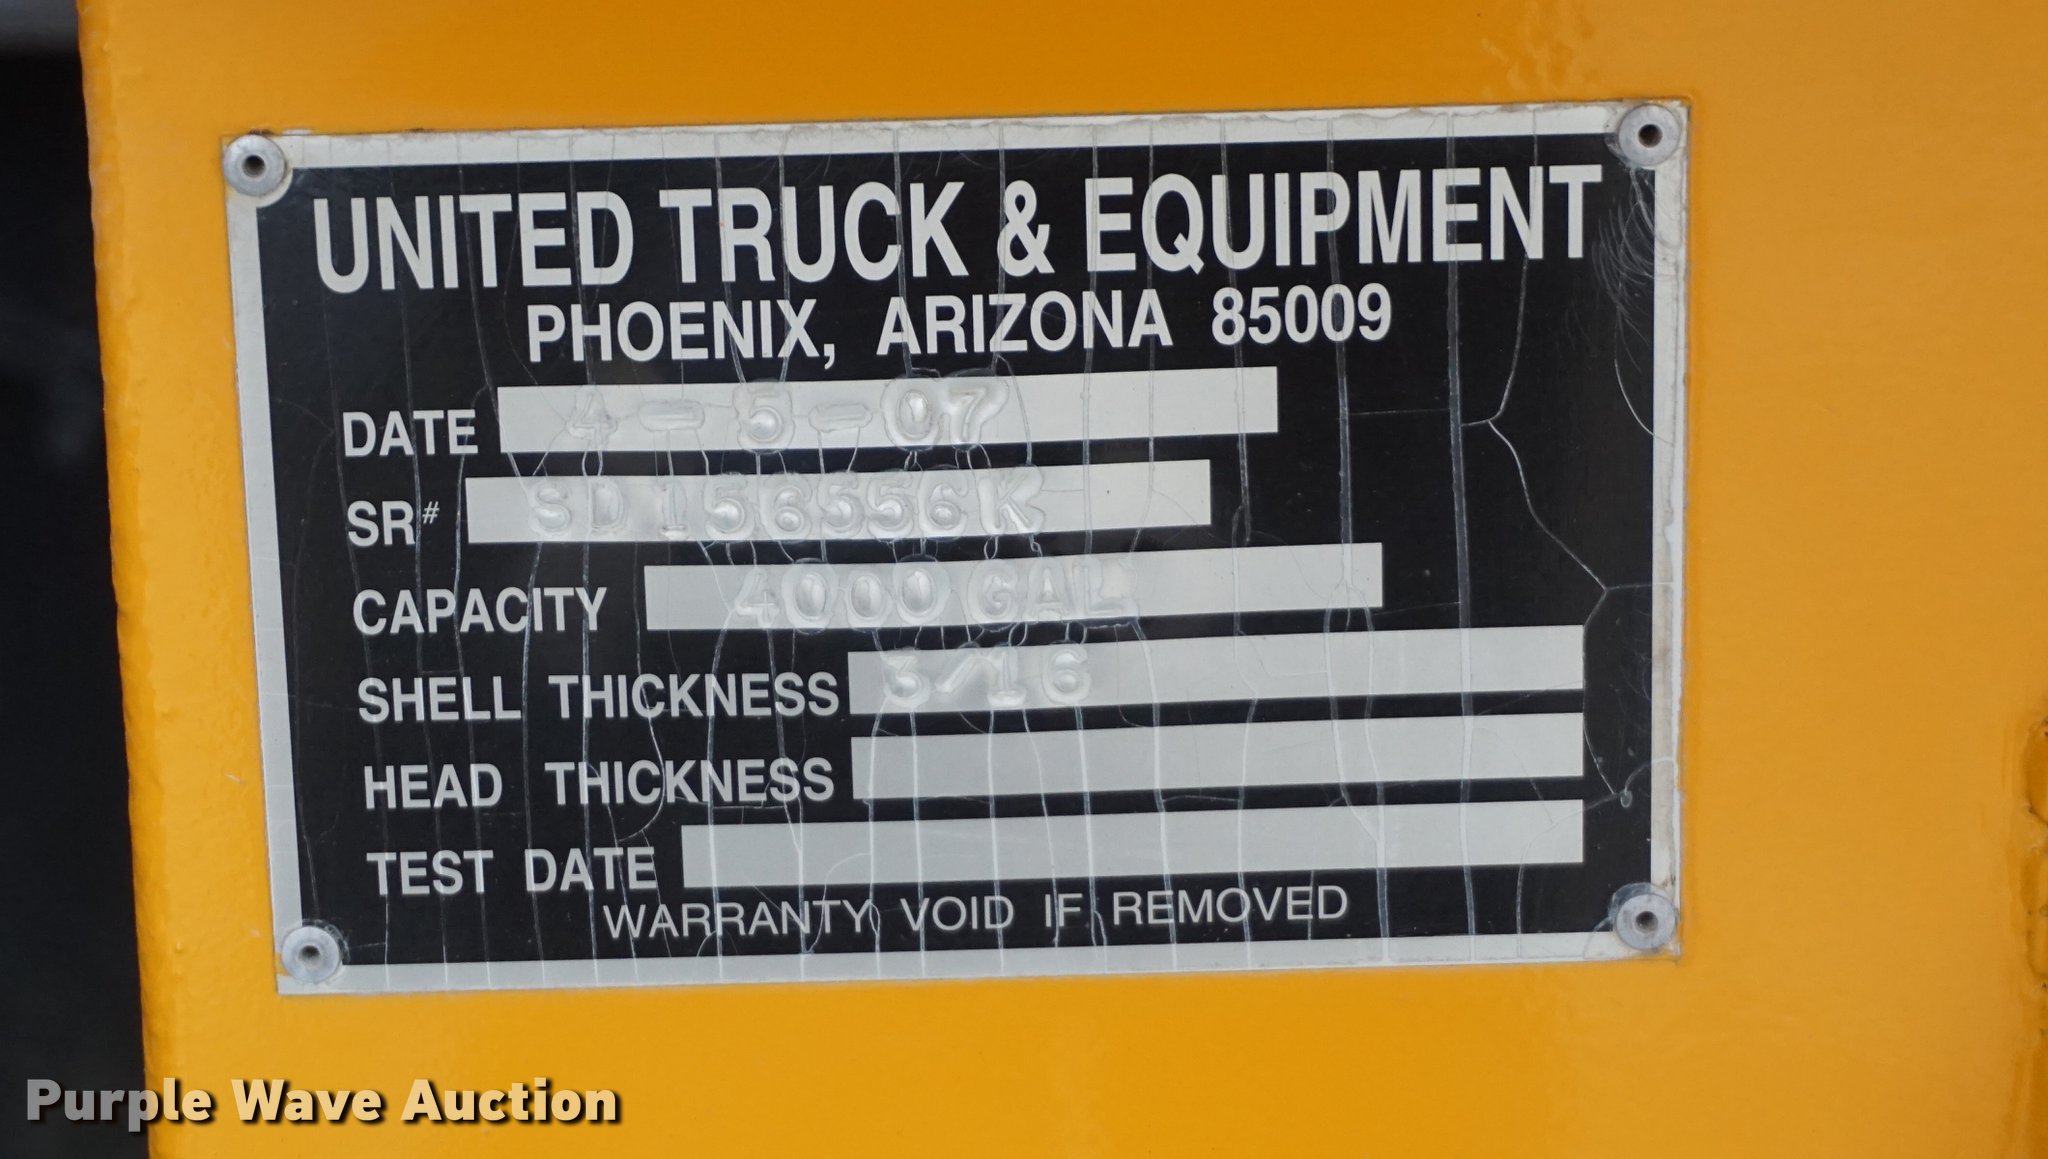 UNITED TRUCK & EQUIPMENT
PHOENIX, ARIZONA 85009
DATE 4-5-07
SR# SD156556K
CAPACITY 4000 GAL
SHELL THICKNESS 3/16
HEAD THICKNESS
TEST DATE
WARRANTY VOID IF REMOVED
Purple Wave Auction